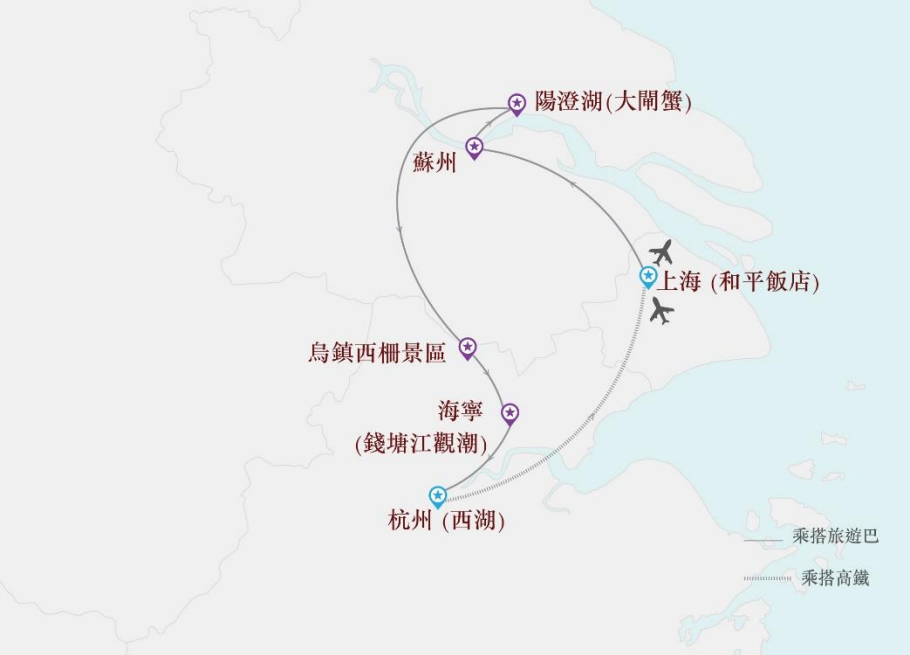 陽澄湖(大閘蟹)
蘇州
上海 (和平飯店)
烏鎮西柵景區
海寧
(錢塘江觀潮)
杭州 (西湖)
乘搭旅遊巴
乘搭高鐵